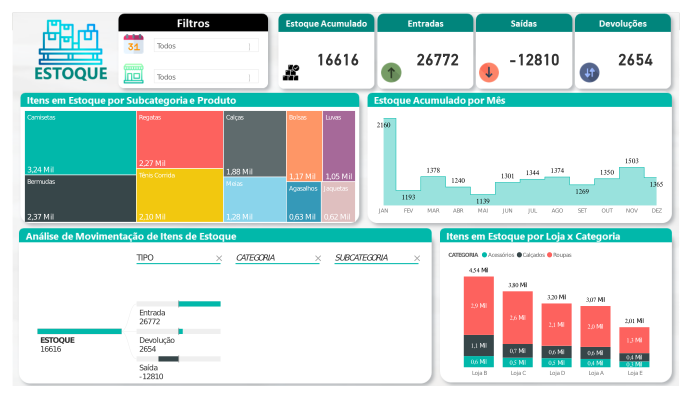 ESTOQUE
Filtros
31
Todos
Todos
Estoque Acumulado
16616
Entradas
26772
Saídas
-12810
Devoluções
2654
Itens em Estoque por Subcategoria e Produto
Camisetas
3,24 Mil
Bermudas
2,37 Mil
Regatas
2,27 Mil
Tênis Corrida
2,10 Mil
Calças
1,88 Mil
Meias
1,28 Mil
Bolsas
1,17 Mil
Luvas
1,05 Mil
Agasalhos
0,63 Mil
Jaquetas
0,62 Mil
Estoque Acumulado por Mês
2160
1193
1378
1240
1139
1301
1344
1374
1269
1350
1503
1365
JAN FEV MAR ABR MAI JUN JUL AGO SET OUT NOV DEZ
Análise de Movimentação de Itens de Estoque
TIPO
CATEGORIA
SUBCATEGORIA
ESTOQUE
16616
Entrada
26772
Devolução
2654
Saída
-12810
Itens em Estoque por Loja x Categoria
CATEGORIA Acessórios Calçados Roupas
4,54 Mil
2,9 Mil
1,1 Mil
0,6 Mil
Loja B
3,80 Mil
2,6 Mil
0,7 Mil
0,5 Mil
Loja C
3,20 Mil
2,1 Mil
0,6 Mil
0,5 Mil
Loja D
3,07 Mil
2,0 Mil
0,6 Mil
0,4 Mil
Loja A
2,01 Mil
1,3 Mil
0,4 Mil
0,3 Mil
Loja E